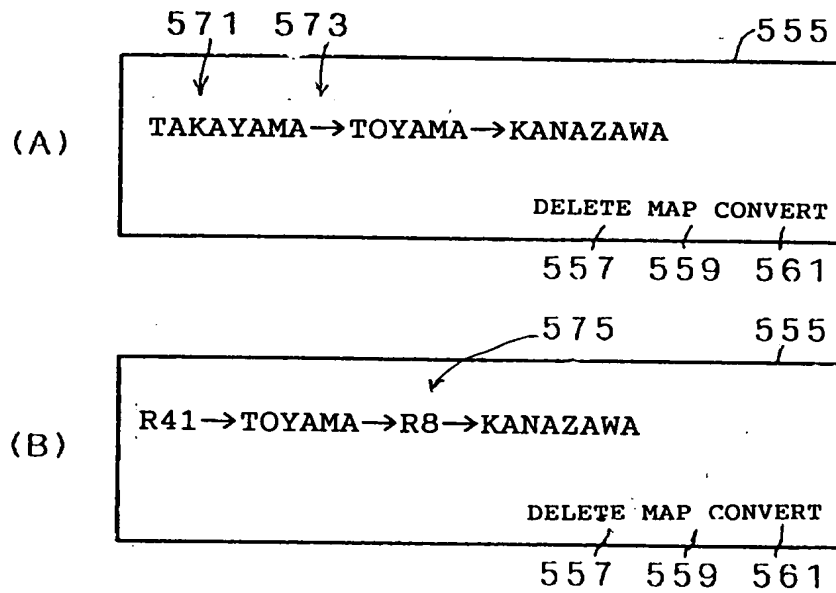 571 573 555
(A) TAKAYAMA→TOYAMA→KANAZAWA
DELETE MAP CONVERT
557 559 561
575 555
(B) R41→TOYAMA→R8→KANAZAWA
DELETE MAP CONVERT
557 559 561